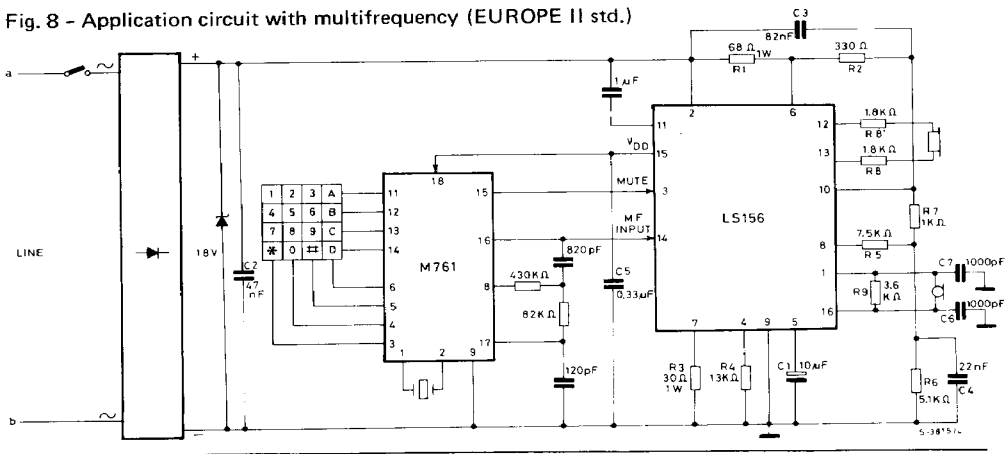 Fig. 8 - Application circuit with multifrequency (EUROPE II std.)
C3
82nF
68 Ω
1W
R1
330 Ω
R2
a
+
1 µF
2
6
11
12
1.8KΩ
R8'
VDD
15
13
1.8KΩ
R8
18
1 2 3 A
4 5 6 B
7 8 9 C
* 0 # D
11
12
13
14
15
MUTE
3
10
LS156
M.F.
INPUT
R7
1KΩ
16
14
7.5KΩ
8
R5
LINE
18V
C2
47
nF
M761
820pF
430KΩ
8
C5
0,33µF
C7
1000pF
1
R9
3.6
KΩ
6
5
4
3
82KΩ
16
C6
1000pF
17
7
4
9
5
1
2
9
120pF
R3
30Ω
1W
R4
13KΩ
C1
10µF
R6
5.1KΩ
22nF
C4
b
−
S-3815/2